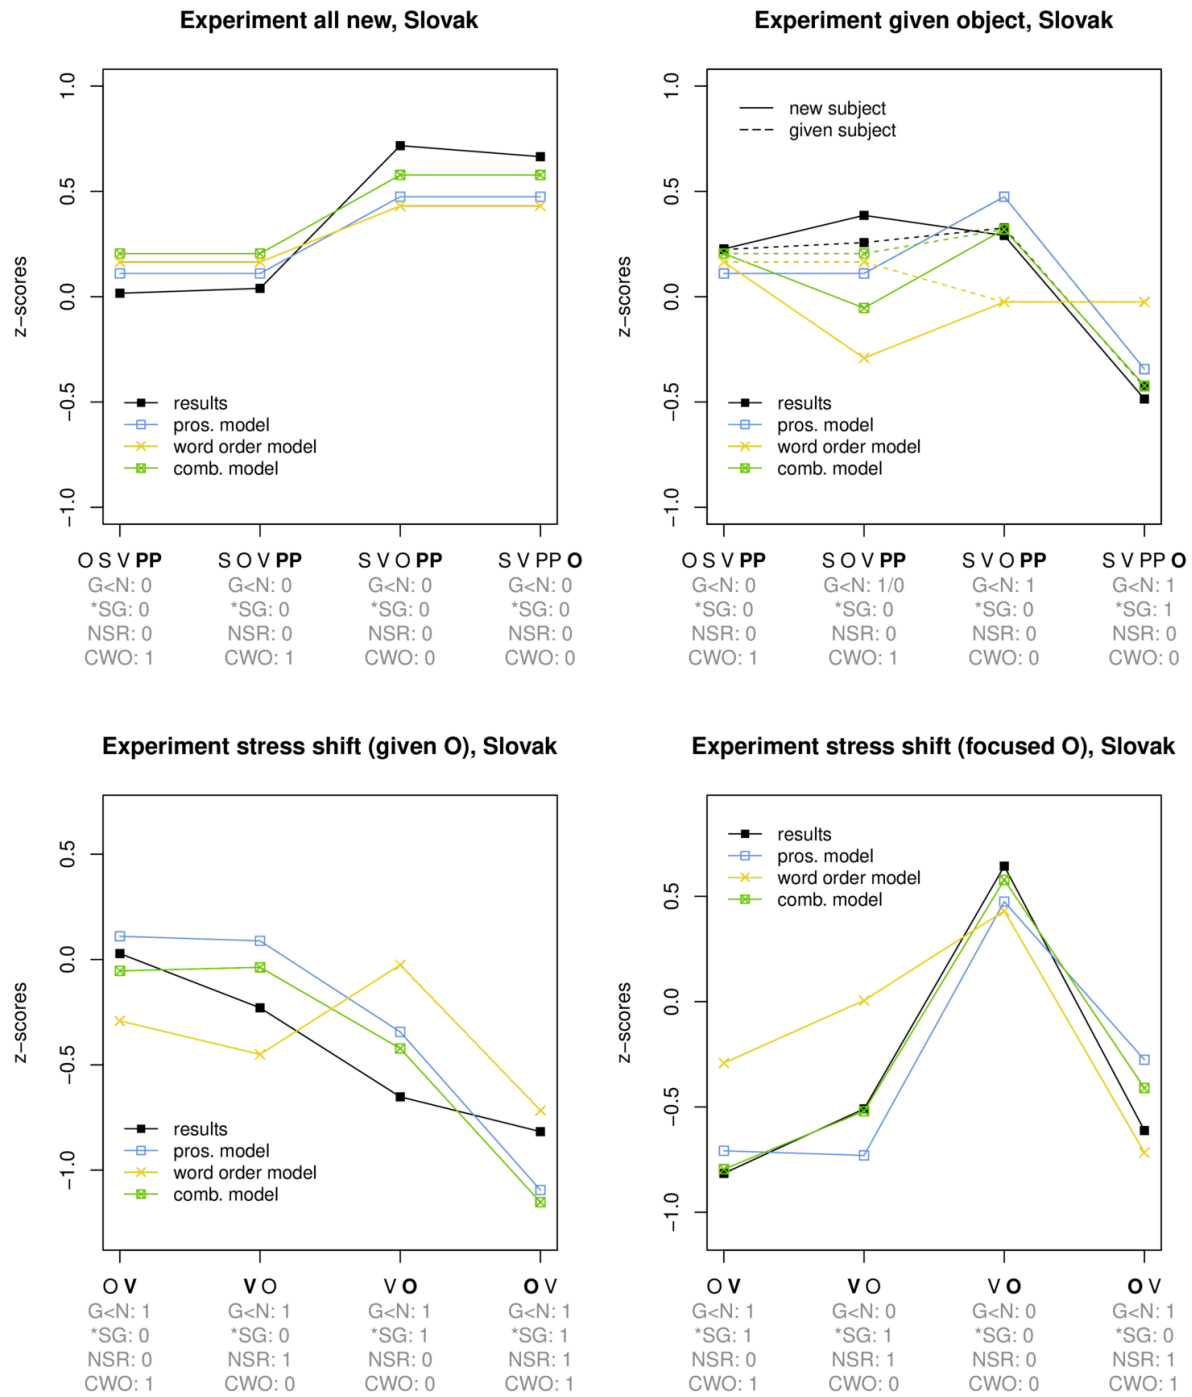 Experiment all new, Slovak
z−scores
1.0
0.5
0.0
−0.5
−1.0
results
pros. model
word order model
comb. model
O S V PP
G<N: 0
*SG: 0
NSR: 0
CWO: 1
S O V PP
G<N: 0
*SG: 0
NSR: 0
CWO: 1
S V O PP
G<N: 0
*SG: 0
NSR: 0
CWO: 0
S V PP O
G<N: 0
*SG: 0
NSR: 0
CWO: 0
Experiment given object, Slovak
z−scores
1.0
0.5
0.0
−0.5
−1.0
new subject
given subject
results
pros. model
word order model
comb. model
O S V PP
G<N: 0
*SG: 0
NSR: 0
CWO: 1
S O V PP
G<N: 1/0
*SG: 0
NSR: 0
CWO: 1
S V O PP
G<N: 1
*SG: 0
NSR: 0
CWO: 0
S V PP O
G<N: 1
*SG: 1
NSR: 0
CWO: 0
Experiment stress shift (given O), Slovak
z−scores
0.5
0.0
−0.5
−1.0
results
pros. model
word order model
comb. model
O V
G<N: 1
*SG: 0
NSR: 0
CWO: 1
V O
G<N: 1
*SG: 0
NSR: 1
CWO: 0
V O
G<N: 1
*SG: 1
NSR: 0
CWO: 0
O V
G<N: 1
*SG: 1
NSR: 1
CWO: 1
Experiment stress shift (focused O), Slovak
z−scores
0.5
0.0
−0.5
−1.0
results
pros. model
word order model
comb. model
O V
G<N: 1
*SG: 1
NSR: 0
CWO: 1
V O
G<N: 0
*SG: 1
NSR: 1
CWO: 0
V O
G<N: 0
*SG: 0
NSR: 0
CWO: 0
O V
G<N: 1
*SG: 0
NSR: 1
CWO: 1